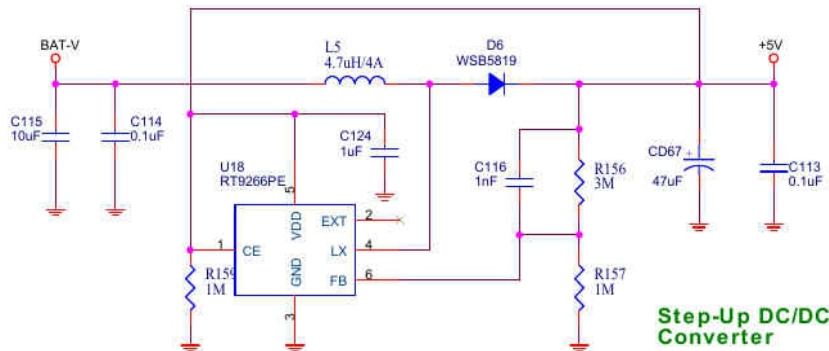 BAT-V
L5
4.7uH/4A
D6
WSB5819
+5V
C115
10uF
C114
0.1uF
C124
1uF
U18
RT9266PE
C116
1nF
R156
3M
CD67
+
47uF
C113
0.1uF
5
VDD
EXT
2
1
CE
LX
4
R159
1M
GND
FB
6
R157
1M
3
Step-Up DC/DC
Converter